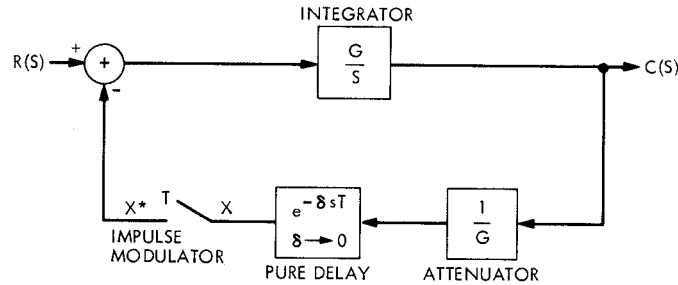 INTEGRATOR
R(S) + + G/S C(S)
-
X* T X e^{-δsT} 1/G
δ → 0
IMPULSE
MODULATOR
PURE DELAY ATTENUATOR